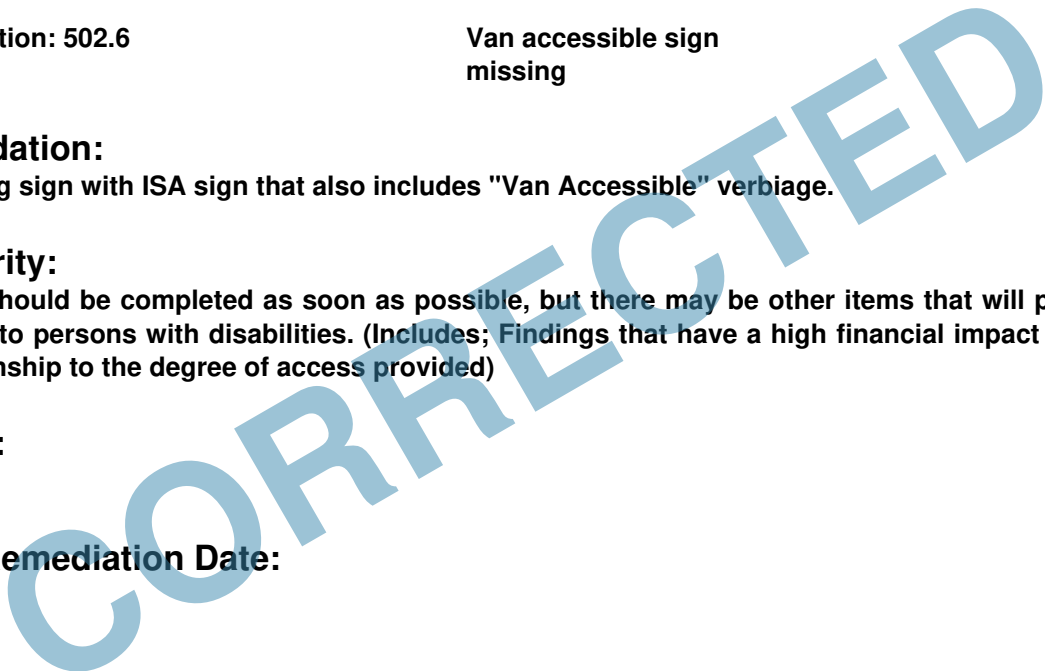 tion: 502.6 Van accessible sign
missing
dation:
g sign with ISA sign that also includes "Van Accessible" verbiage.
rity:
hould be completed as soon as possible, but there may be other items that will p
to persons with disabilities. (Includes; Findings that have a high financial impact
nship to the degree of access provided)
:
emediation Date:
CORRECTED